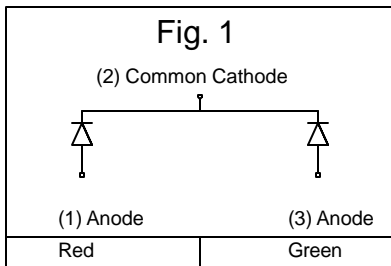 Fig. 1
(2) Common Cathode
(1) Anode (3) Anode
Red Green